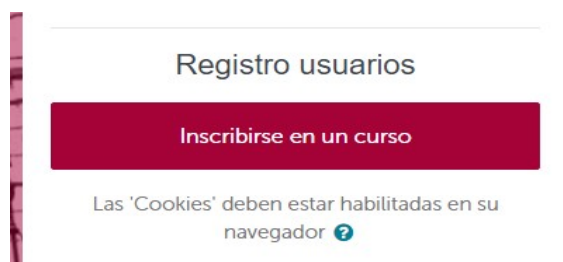 Registro usuarios
Inscribirse en un curso
Las 'Cookies' deben estar habilitadas en su
navegador ?